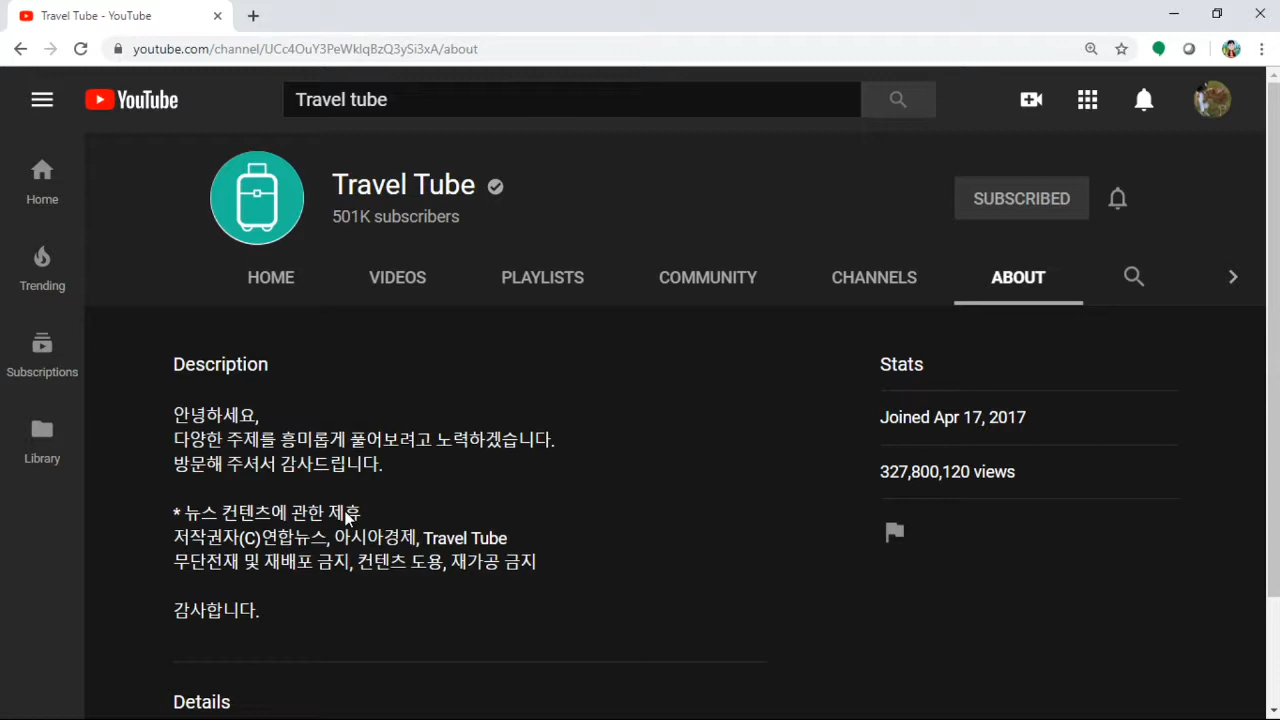 Travel Tube - YouTube
youtube.com/channel/UCc4OuY3PeWklqBzQ3ySi3xA/about
YouTube
Travel tube
Travel Tube
501K subscribers
SUBSCRIBED
HOME VIDEOS PLAYLISTS COMMUNITY CHANNELS ABOUT
Home
Trending
Subscriptions
Library
Description
안녕하세요,
다양한 주제를 흥미롭게 풀어보려고 노력하겠습니다.
방문해 주셔서 감사드립니다.
* 뉴스 컨텐츠에 관한 제휴
저작권자(C)연합뉴스, 아시아경제, Travel Tube
무단전재 및 재배포 금지, 컨텐츠 도용, 재가공 금지
감사합니다.
Details
Stats
Joined Apr 17, 2017
327,800,120 views